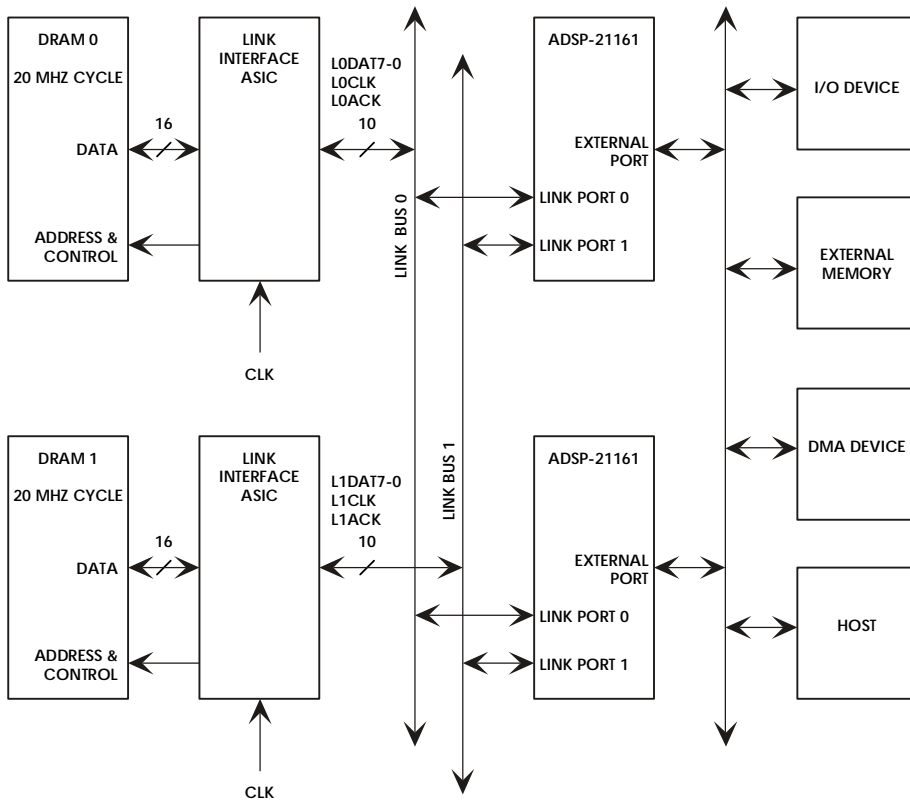 DRAM 0
20 MHZ CYCLE
DATA
ADDRESS &
CONTROL
16
LINK
INTERFACE
ASIC
CLK
L0DAT7-0
L0CLK
L0ACK
10
LINK BUS 0
LINK BUS 1
ADSP-21161
EXTERNAL
PORT
LINK PORT 0
LINK PORT 1
I/O DEVICE
EXTERNAL
MEMORY
DRAM 1
20 MHZ CYCLE
DATA
ADDRESS &
CONTROL
16
LINK
INTERFACE
ASIC
CLK
L1DAT7-0
L1CLK
L1ACK
10
ADSP-21161
EXTERNAL
PORT
LINK PORT 0
LINK PORT 1
DMA DEVICE
HOST